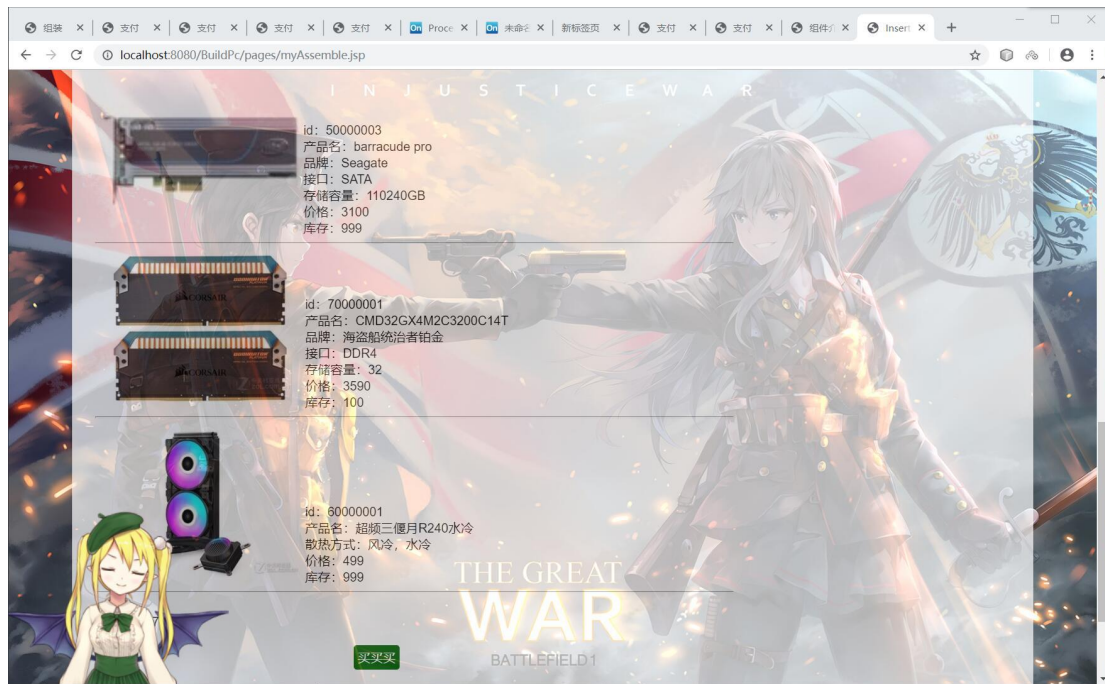 组装
支付
支付
支付
支付
On Proce
On 未命名
新标签页
支付
支付
组件介
Insert
localhost:8080/BuildPc/pages/myAssemble.jsp
INJUSTICEWAR
id: 50000003
产品名: barracude pro
品牌: Seagate
接口: SATA
存储容量: 110240GB
价格: 3100
库存: 999
CORSAIR
CORSAIR
id: 70000001
产品名: CMD32GX4M2C3200C14T
品牌: 海盗船统治者铂金
接口: DDR4
存储容量: 32
价格: 3590
库存: 100
id: 60000001
产品名: 超频三偃月R240水冷
散热方式: 风冷, 水冷
价格: 499
库存: 999
THE GREAT
WAR
BATTLEFIELD 1
买买买